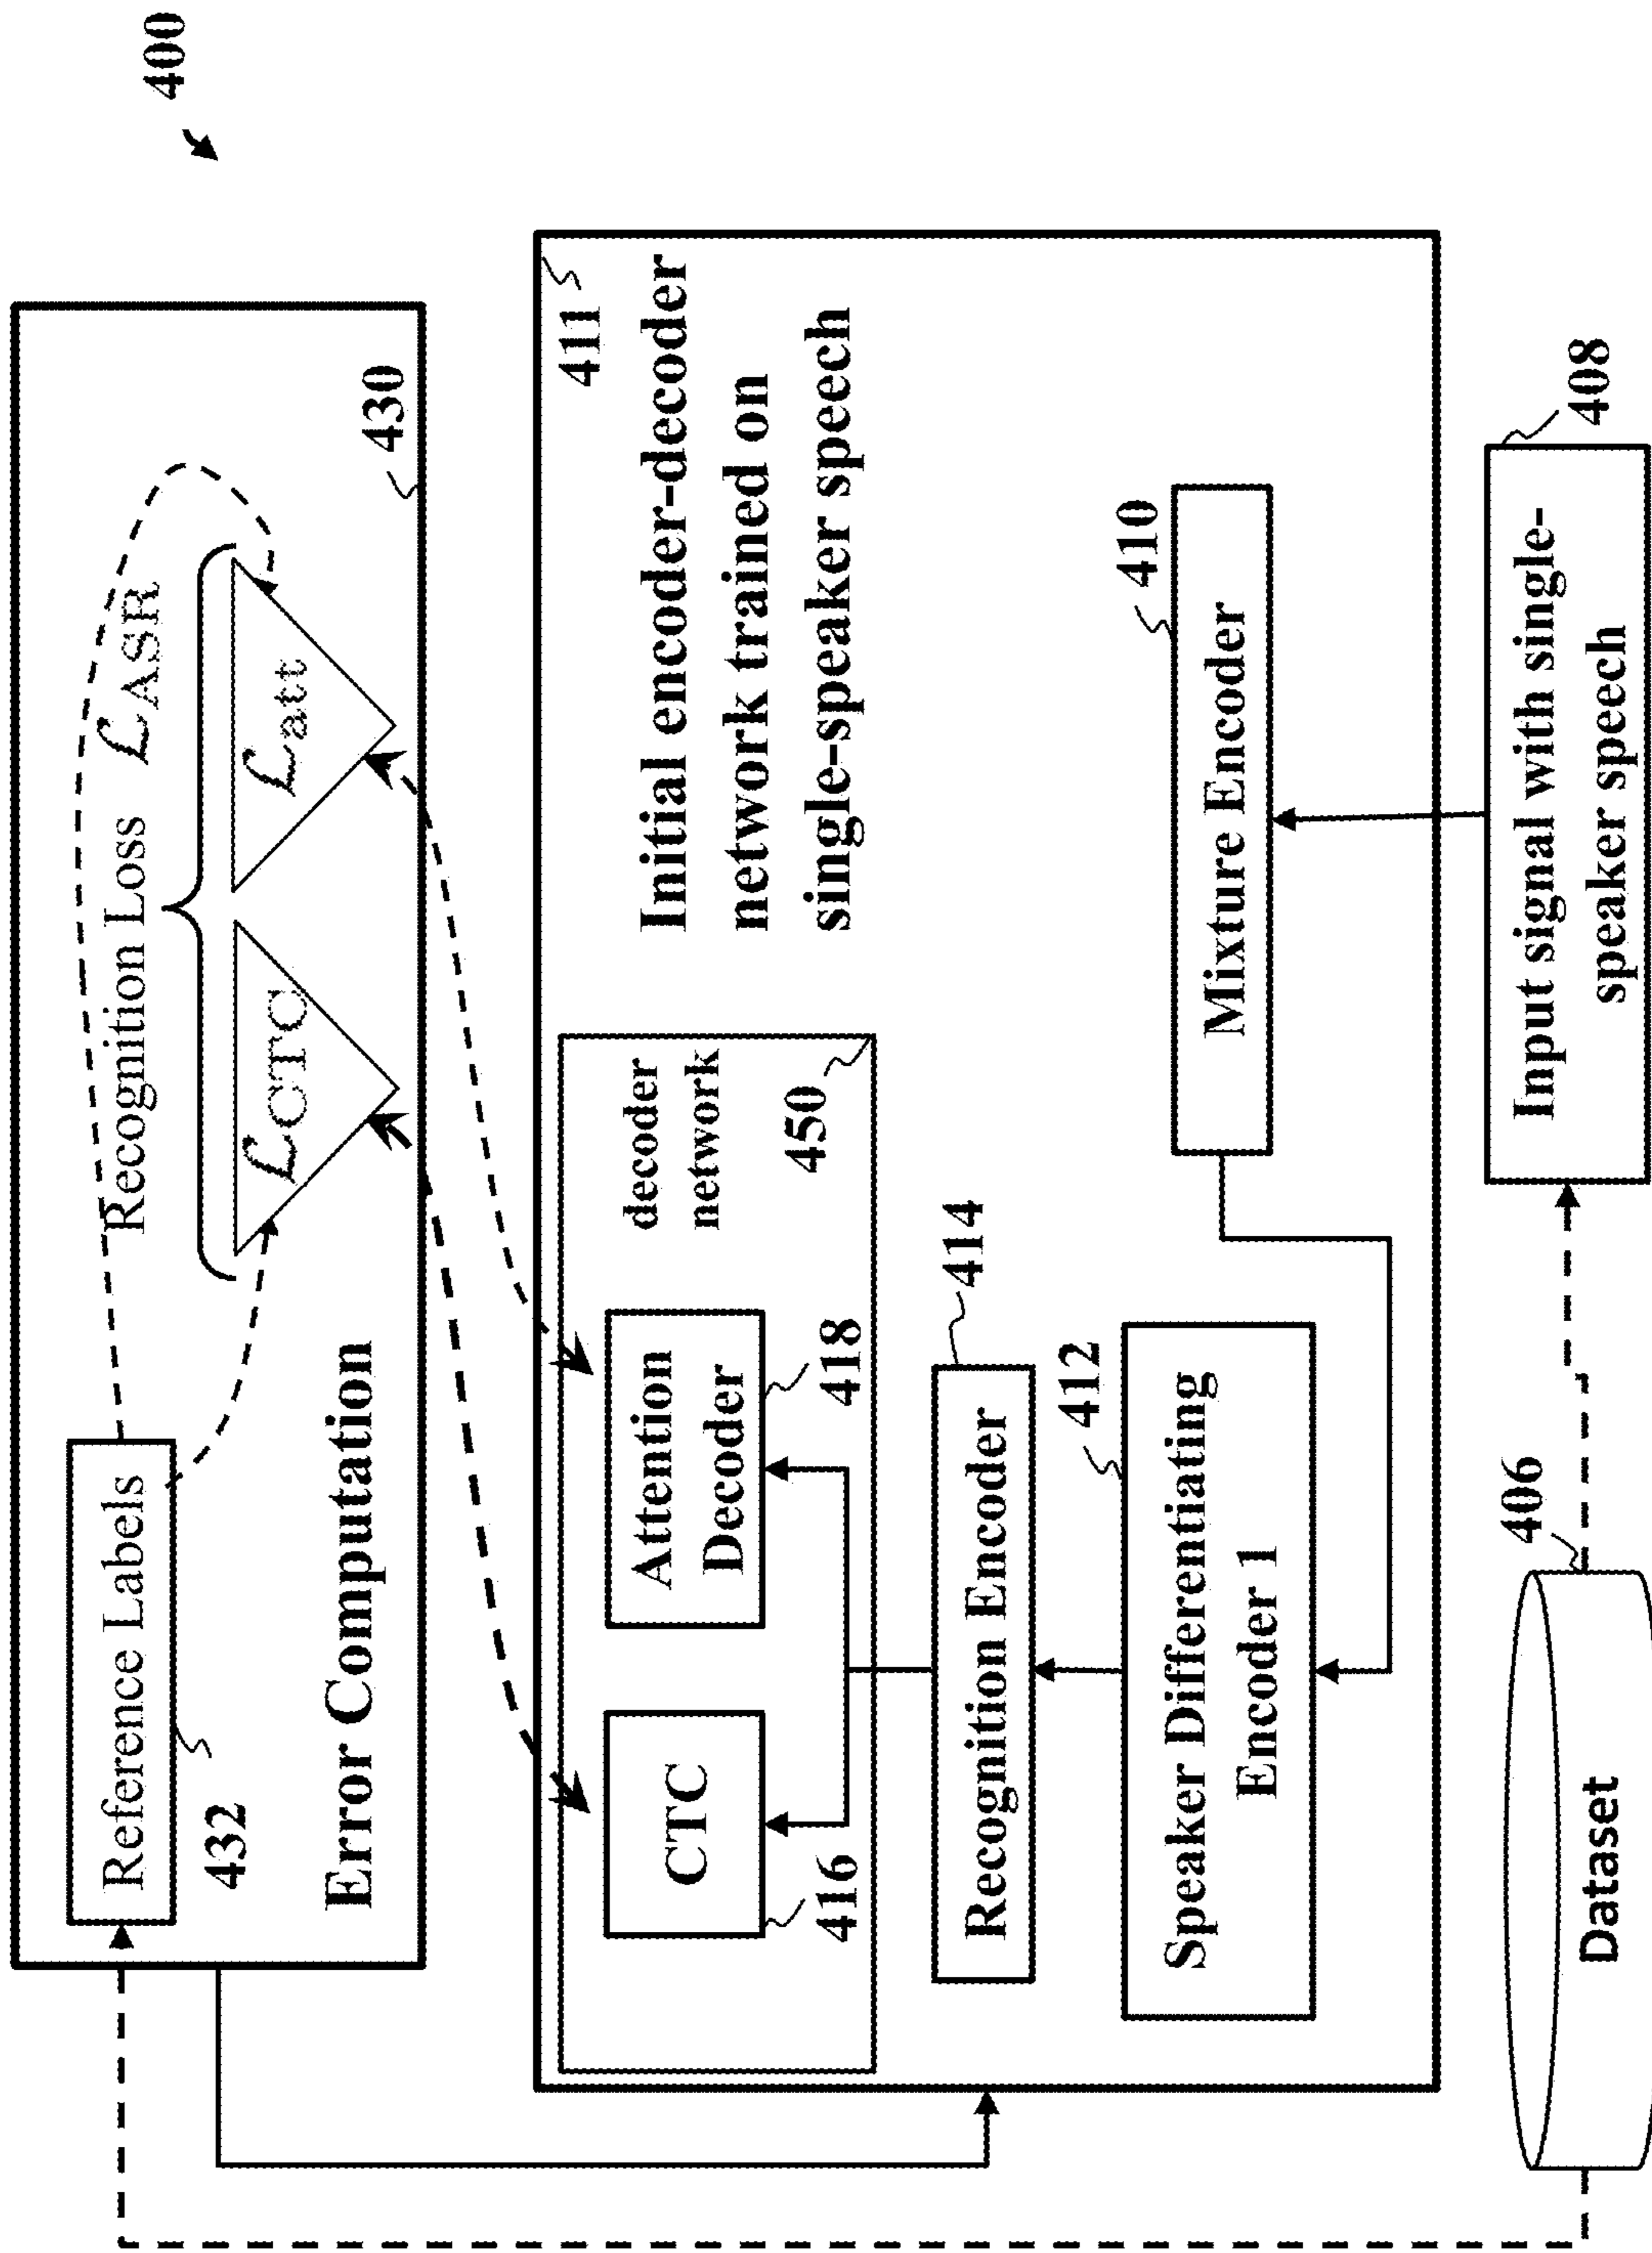 400
Reference Labels
432
Recognition Loss
ℒASR
ℒCTC
ℒatt
Error Computation
430
411
Initial encoder-decoder
network trained on
single-speaker speech
decoder
network
450
CTC
416
Attention
Decoder
418
Recognition Encoder
414
Speaker Differentiating
Encoder 1
412
Mixture Encoder
410
Dataset
406
Input signal with single-
speaker speech
408